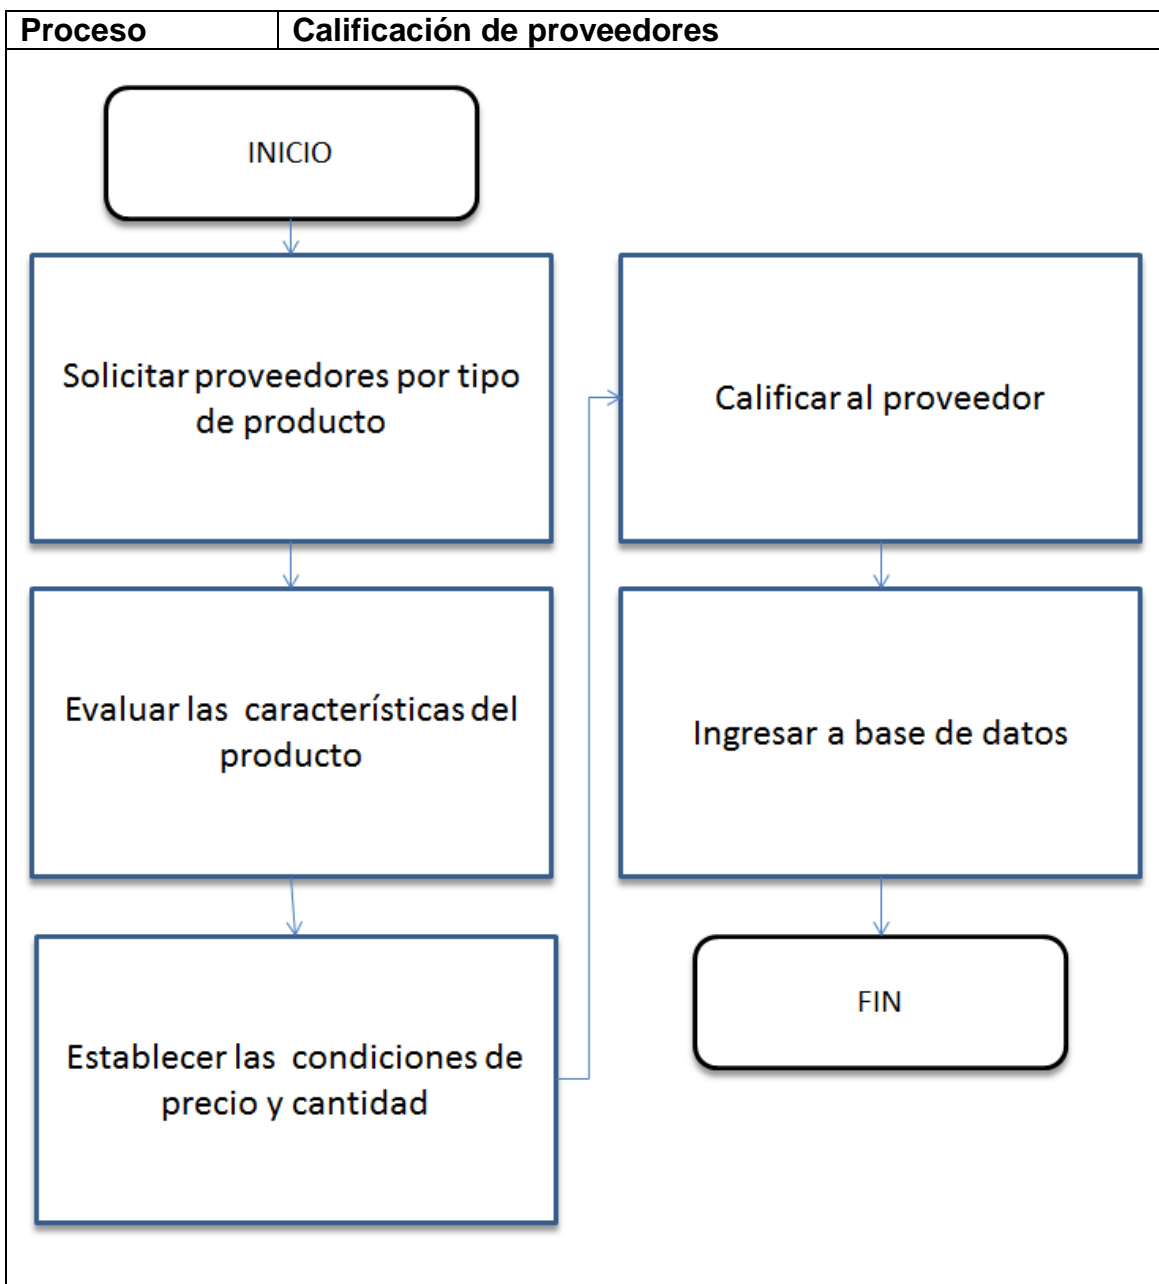 Proceso
Calificación de proveedores
INICIO
Solicitar proveedores por tipo
de producto
Evaluar las características del
producto
Establecer las condiciones de
precio y cantidad
Calificar al proveedor
Ingresar a base de datos
FIN